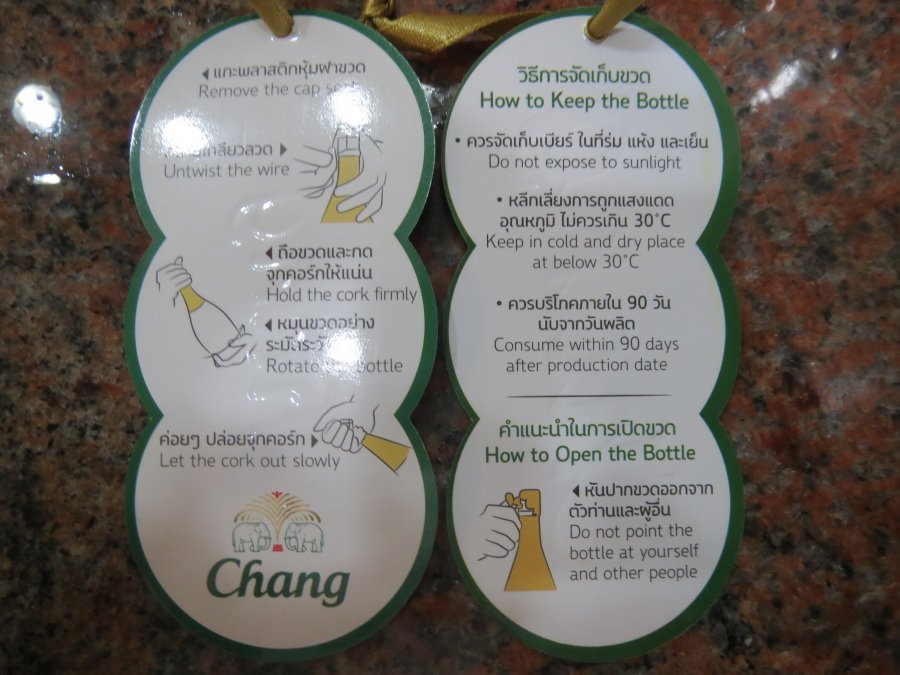 ◀ แกะพลาสติกหุ้มฝาขวด
Remove the cap
Untwist the wire
◀ ถือขวดและกด
จุกคอร์กให้แน่น
Hold the cork firmly
◀ หมุนขวดอย่าง
Rotate bottle
ค่อยๆ ปล่อยจุกคอร์ก ▶
Let the cork out slowly
Chang
วิธีการจัดเก็บขวด
How to Keep the Bottle
• ควรจัดเก็บเบียร์ ในที่ร่ม แห้ง และเย็น
Do not expose to sunlight
• หลีกเลี่ยงการถูกแสงแดด
อุณหภูมิ ไม่ควรเกิน 30°C
Keep in cold and dry place
at below 30°C
• ควรบริโภคภายใน 90 วัน
นับจากวันผลิต
Consume within 90 days
after production date
คำแนะนำในการเปิดขวด
How to Open the Bottle
◀ หันปากขวดออกจาก
ตัวท่านและผู้อื่น
Do not point the
bottle at yourself
and other people